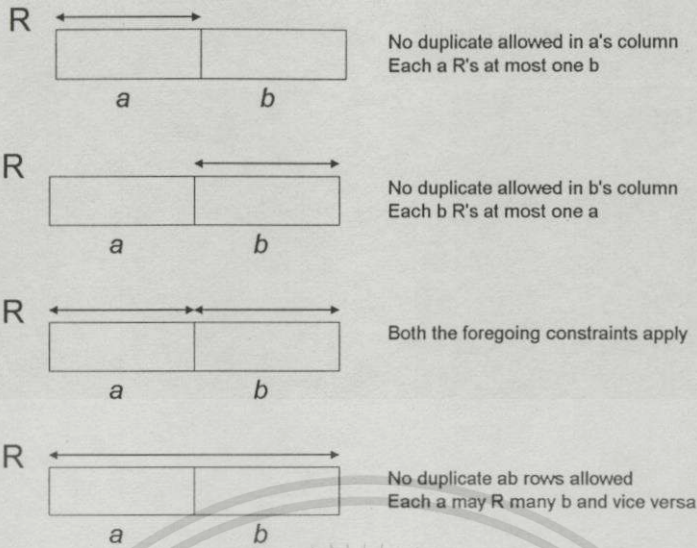 R
No duplicate allowed in a's column
Each a R's at most one b
a b
R
No duplicate allowed in b's column
Each b R's at most one a
a b
R
Both the foregoing constraints apply
a b
R
No duplicate ab rows allowed
Each a may R many b and vice versa
a b